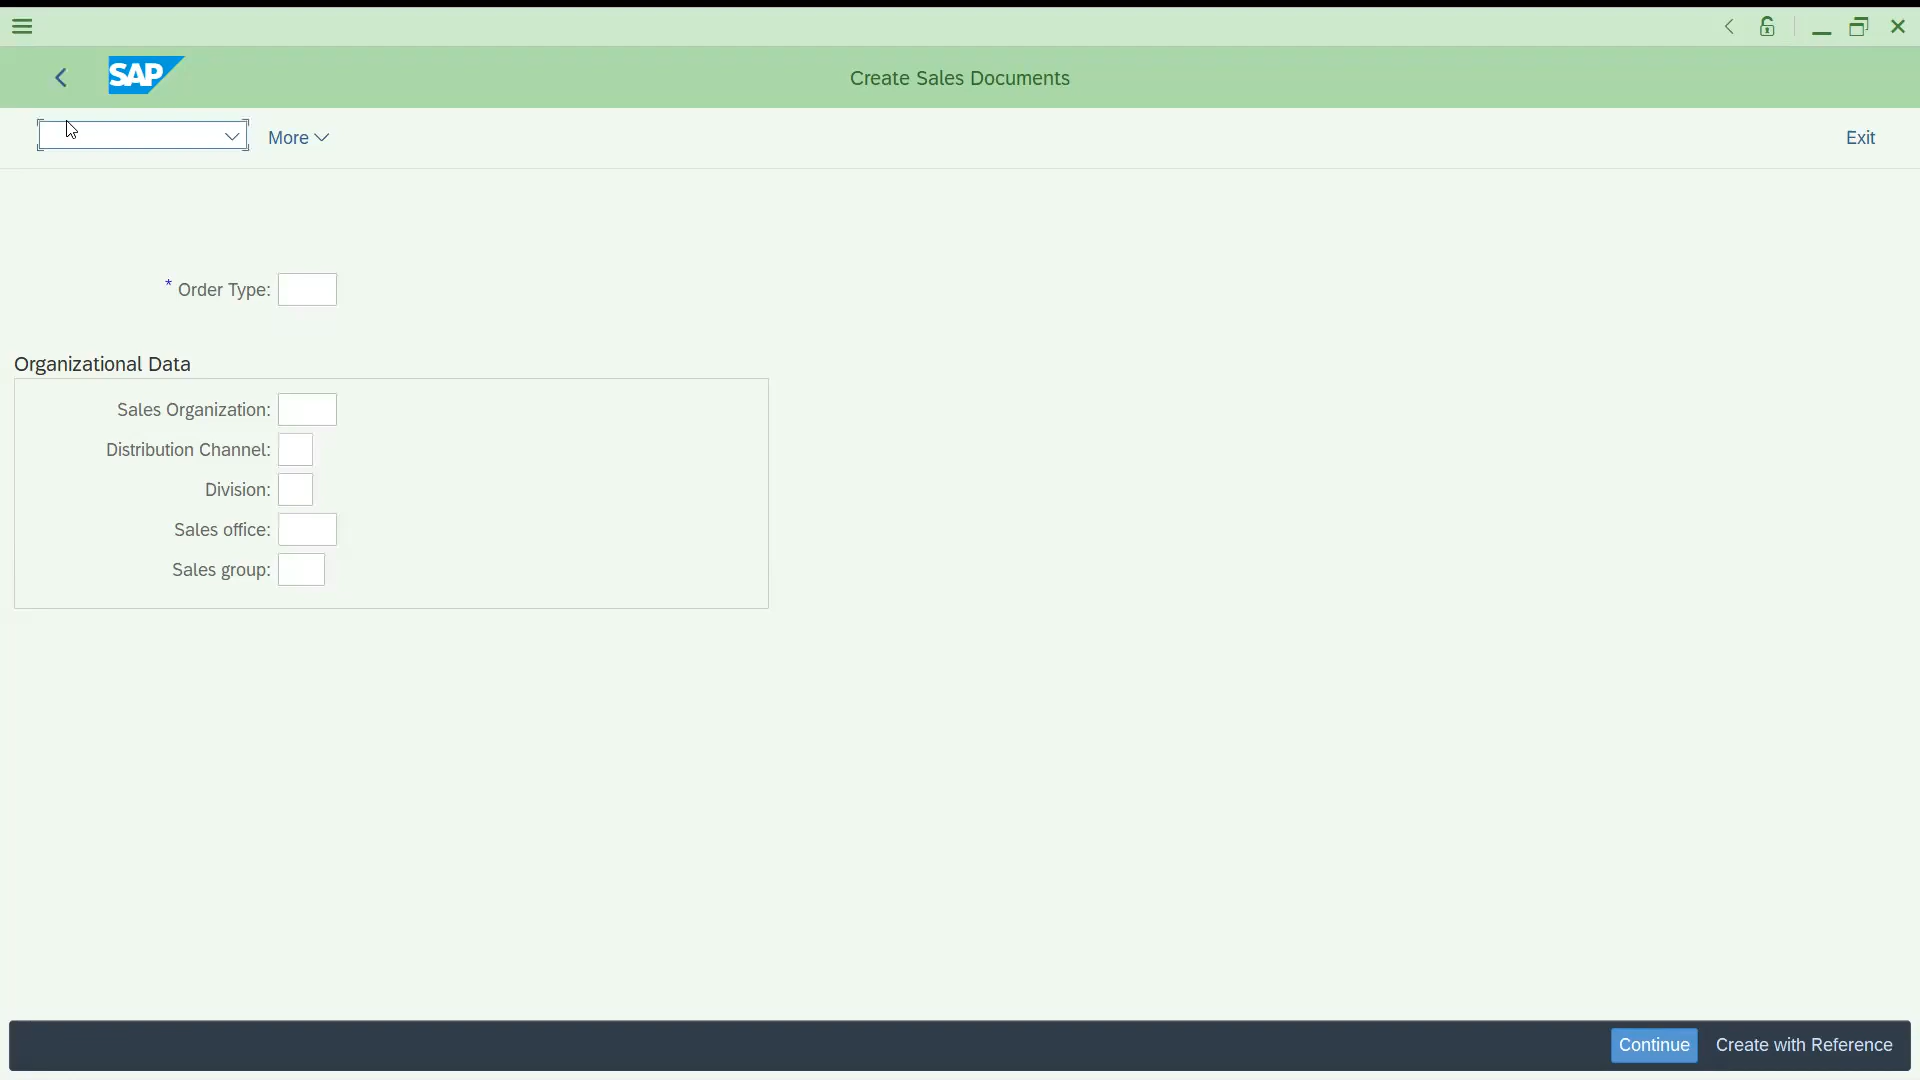 SAP
Create Sales Documents
More
Exit
* Order Type:
Organizational Data
Sales Organization:
Distribution Channel:
Division:
Sales office:
Sales group:
Continue
Create with Reference